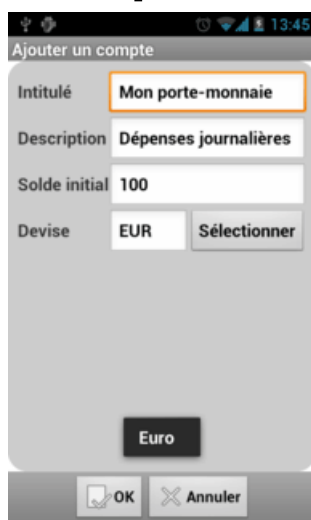 13:45
Ajouter un compte
Intitulé Mon porte-monnaie
Description Dépenses journalières
Solde initial 100
Devise EUR Sélectionner
Euro
OK Annuler